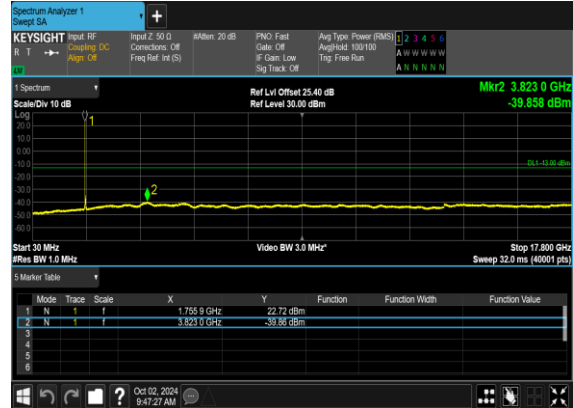 Spectrum Analyzer 1
Swept SA
+
KEYSIGHT Input: RF Input Z: 50 Ω #Atten: 20 dB PNO: Fast Avg Type: Power (RMS) 1 2 3 4 5 6
R T Coupling: DC Corrections: Off Gate: Off Avg|Hold: 100/100 A W W W W W
Align: Off Freq Ref: Int (S) IF Gain: Low Trig: Free Run
Sig Track: Off A N N N N N
LXI
1 Spectrum Ref Lvl Offset 25.40 dB Mkr2 3.823 0 GHz
Scale/Div 10 dB Ref Level 30.00 dBm -39.858 dBm
Log
20.0
10.0
0.00
-10.0
-20.0
-30.0
-40.0
-50.0
-60.0
1
DL1 -13.00 dBm
2
Start 30 MHz Video BW 3.0 MHz* Stop 17.800 GHz
#Res BW 1.0 MHz Sweep 32.0 ms (40001 pts)
5 Marker Table
Mode Trace Scale X Y Function Function Width Function Value
1 N 1 f 1.755 9 GHz 22.72 dBm
2 N 1 f 3.823 0 GHz -39.86 dBm
3
4
5
6
? Oct 02, 2024
9:47:27 AM